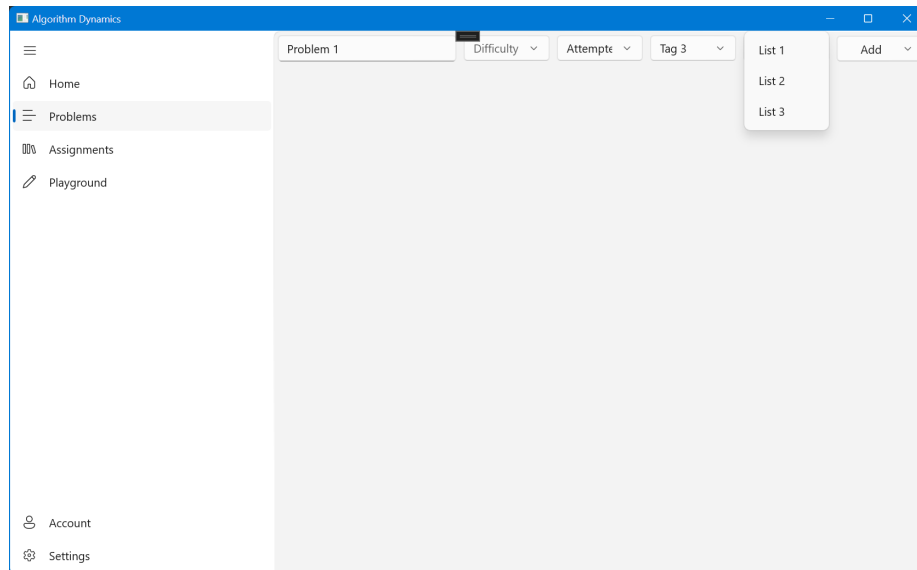 Algorithm Dynamics
Problem 1
Difficulty
Attempte
Tag 3
List 1
List 2
List 3
Add
Home
Problems
Assignments
Playground
Account
Settings